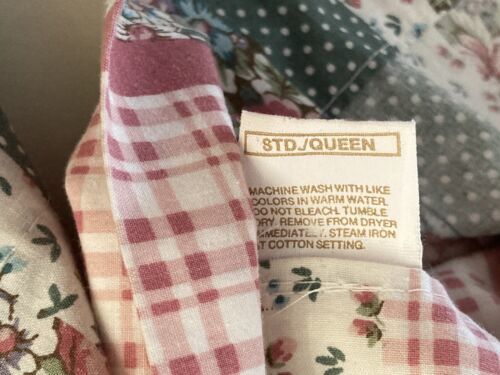 STD./QUEEN
MACHINE WASH WITH LIKE
COLORS IN WARM WATER.
DO NOT BLEACH. TUMBLE
DRY. REMOVE FROM DRYER
IMMEDIATELY. STEAM IRON
AT COTTON SETTING.